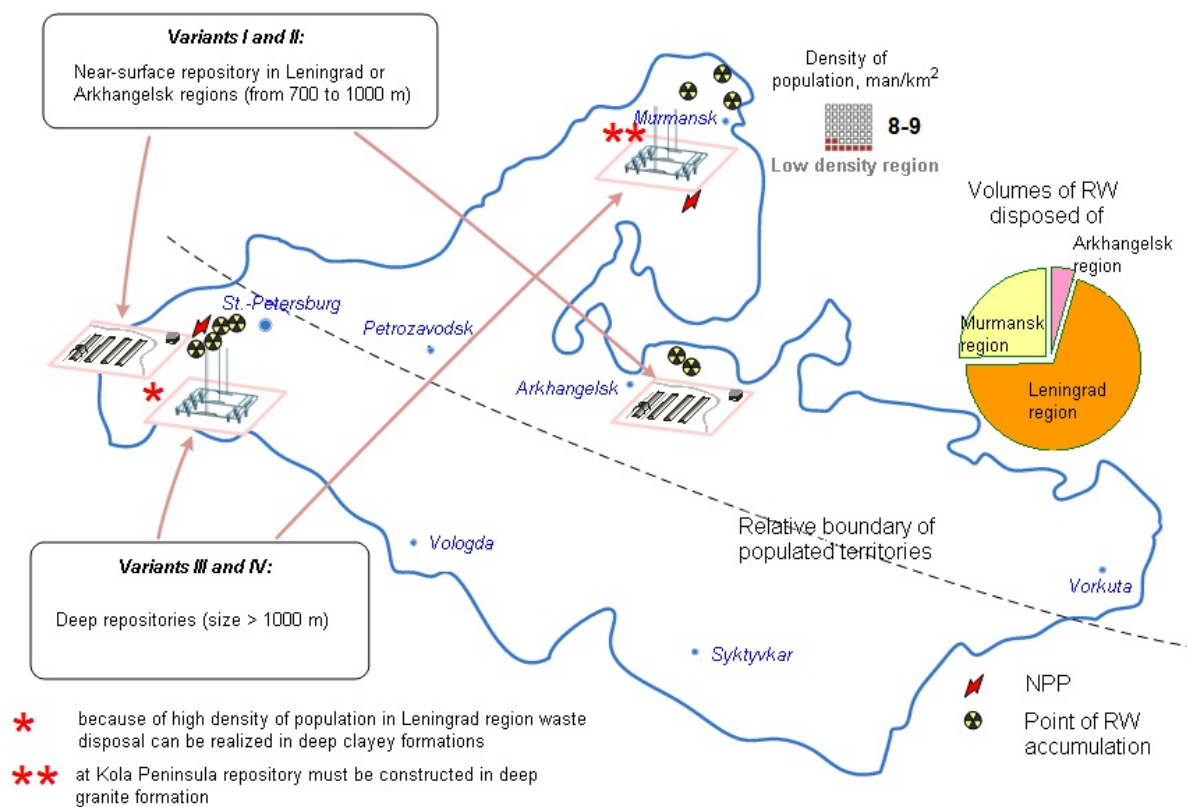 Variants I and II:
Near-surface repository in Leningrad or
Arkhangelsk regions (from 700 to 1000 m)
Density of
population, man/km²
8-9
Low density region
Murmansk
**
Volumes of RW
disposed of
Arkhangelsk
region
Murmansk
region
Leningrad
region
St.-Petersburg
Petrozavodsk
Arkhangelsk
*
Relative boundary of
populated territories
Vologda
Vorkuta
Syktyvkar
Variants III and IV:
Deep repositories (size > 1000 m)
NPP
Point of RW
accumulation
* because of high density of population in Leningrad region waste
disposal can be realized in deep clayey formations
** at Kola Peninsula repository must be constructed in deep
granite formation